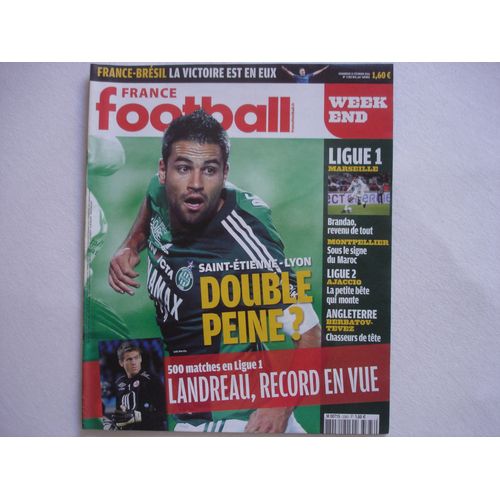 FRANCE-BRÉSIL LA VICTOIRE EST EN EUX
1,60 €
FRANCE
football
WEEK
END
LIGUE 1
MARSEILLE
Brandao,
revenu de tout
MONTPELLIER
Sous le signe
du Maroc
LIGUE 2
AJACCIO
La petite bête
qui monte
ANGLETERRE
BERBATOV-
TEVEZ
Chasseurs de tête
SAINT-ÉTIENNE-LYON
DOUBLE
PEINE ?
500 matches en Ligue 1
LANDREAU, RECORD EN VUE